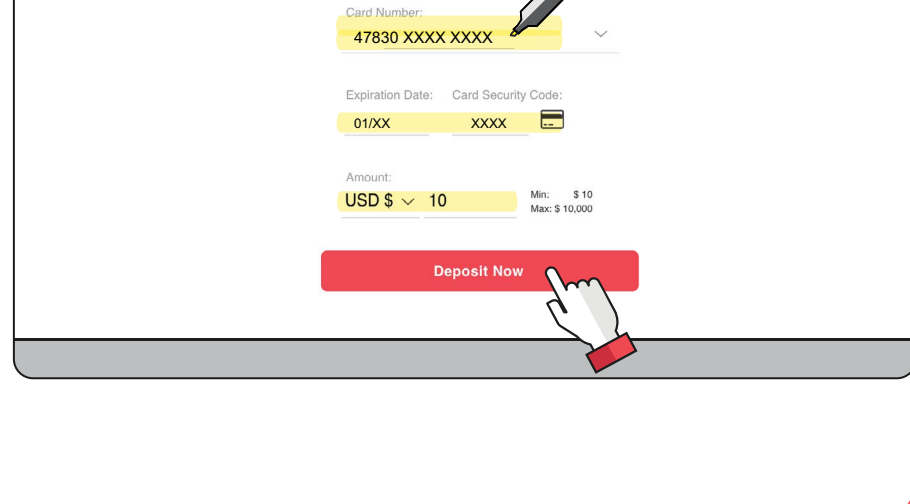 Card Number:
47830 XXXX XXXX
Expiration Date: Card Security Code:
01/XX XXXX
Amount:
USD $ 10
Min: $ 10
Max: $ 10,000
Deposit Now